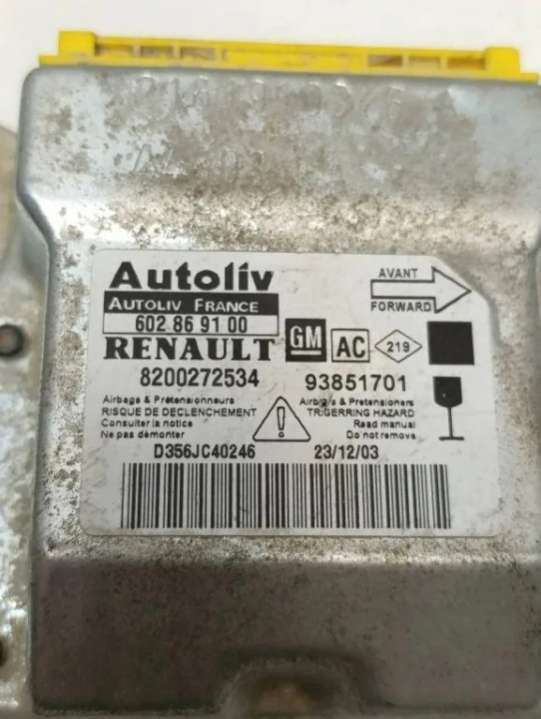 Autoliv
AUTOLIV FRANCE
602 86 91 00
AVANT
FORWARD
RENAULT GM AC 219
8200272534 93851701
Airbags & Prétensionneurs
RISQUE DE DECLENCHEMENT
Consulter la notice
Ne pas démonter
Airbags & Pretensioners
TRIGERRING HAZARD
Read manual
Do not remove
D356JC40246 23/12/03